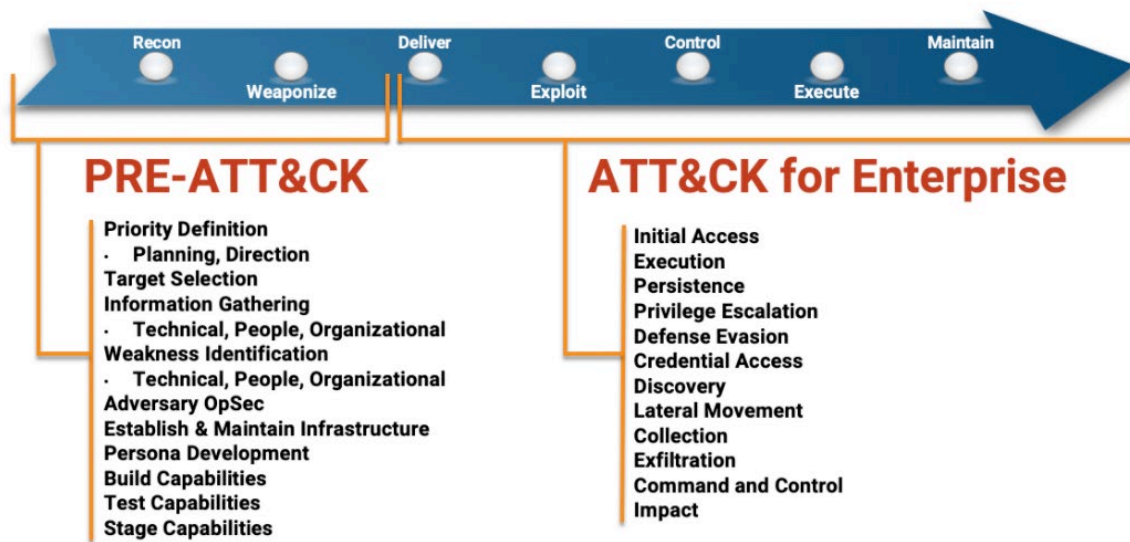 Recon
Weaponize
Deliver
Exploit
Control
Execute
Maintain
PRE-ATT&CK
Priority Definition
· Planning, Direction
Target Selection
Information Gathering
· Technical, People, Organizational
Weakness Identification
· Technical, People, Organizational
Adversary OpSec
Establish & Maintain Infrastructure
Persona Development
Build Capabilities
Test Capabilities
Stage Capabilities
ATT&CK for Enterprise
Initial Access
Execution
Persistence
Privilege Escalation
Defense Evasion
Credential Access
Discovery
Lateral Movement
Collection
Exfiltration
Command and Control
Impact